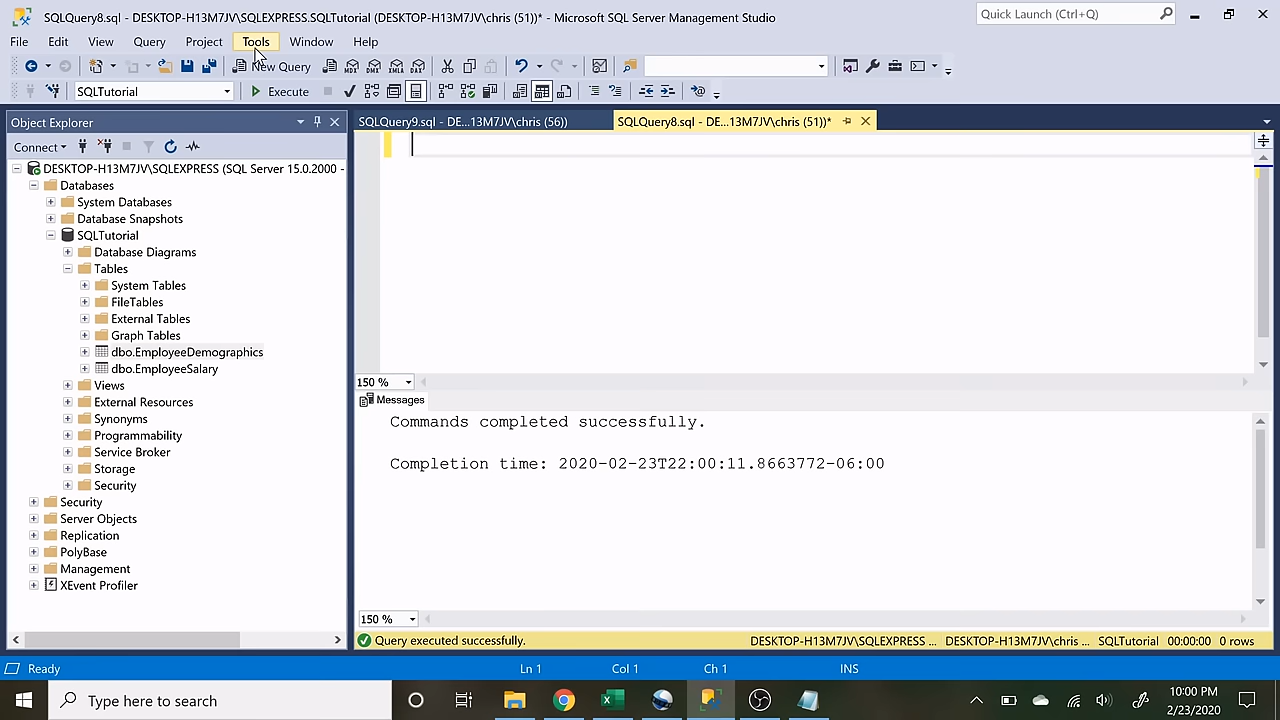 SQLQuery8.sql - DESKTOP-H13M7JV\SQLEXPRESS.SQLTutorial (DESKTOP-H13M7JV\chris (51))* - Microsoft SQL Server Management Studio
Quick Launch (Ctrl+Q)
File Edit View Query Project Tools Window Help
New Query
MDX DMX XMLA DAX
SQLTutorial Execute
Object Explorer
SQLQuery9.sql - DE...13M7JV\chris (56))
SQLQuery8.sql - DE...13M7JV\chris (51))*
Connect
DESKTOP-H13M7JV\SQLEXPRESS (SQL Server 15.0.2000 -
Databases
System Databases
Database Snapshots
SQLTutorial
Database Diagrams
Tables
System Tables
FileTables
External Tables
Graph Tables
dbo.EmployeeDemographics
dbo.EmployeeSalary
Views
External Resources
Synonyms
Programmability
Service Broker
Storage
Security
Security
Server Objects
Replication
PolyBase
Management
XEvent Profiler
150 %
Messages
Commands completed successfully.
Completion time: 2020-02-23T22:00:11.8663772-06:00
150 %
Query executed successfully.
DESKTOP-H13M7JV\SQLEXPRESS ... DESKTOP-H13M7JV\chris ... SQLTutorial 00:00:00 0 rows
Ready Ln 1 Col 1 Ch 1 INS
Type here to search
10:00 PM
2/23/2020